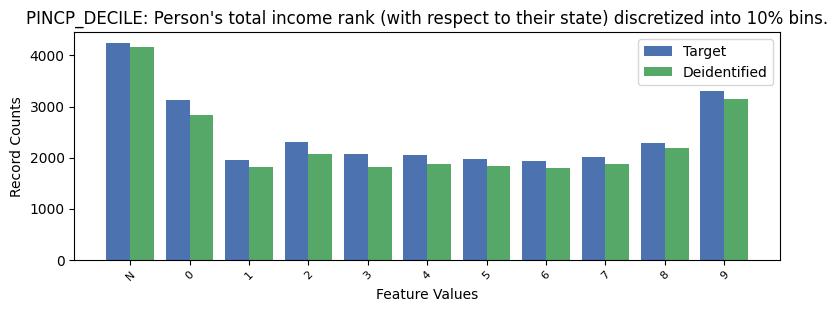 PINCP_DECILE: Person's total income rank (with respect to their state) discretized into 10% bins.
Target
Deidentified
Record Counts
4000
3000
2000
1000
0
N 0 1 2 3 4 5 6 7 8 9
Feature Values